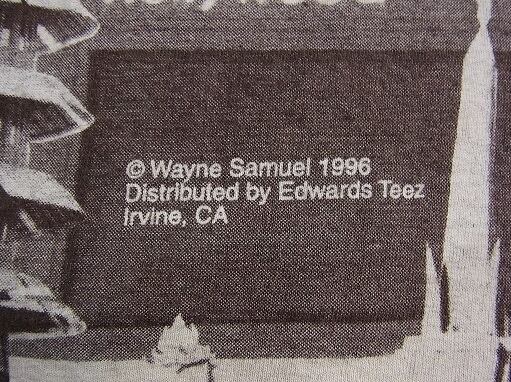 © Wayne Samuel 1996
Distributed by Edwards Teez
Irvine, CA